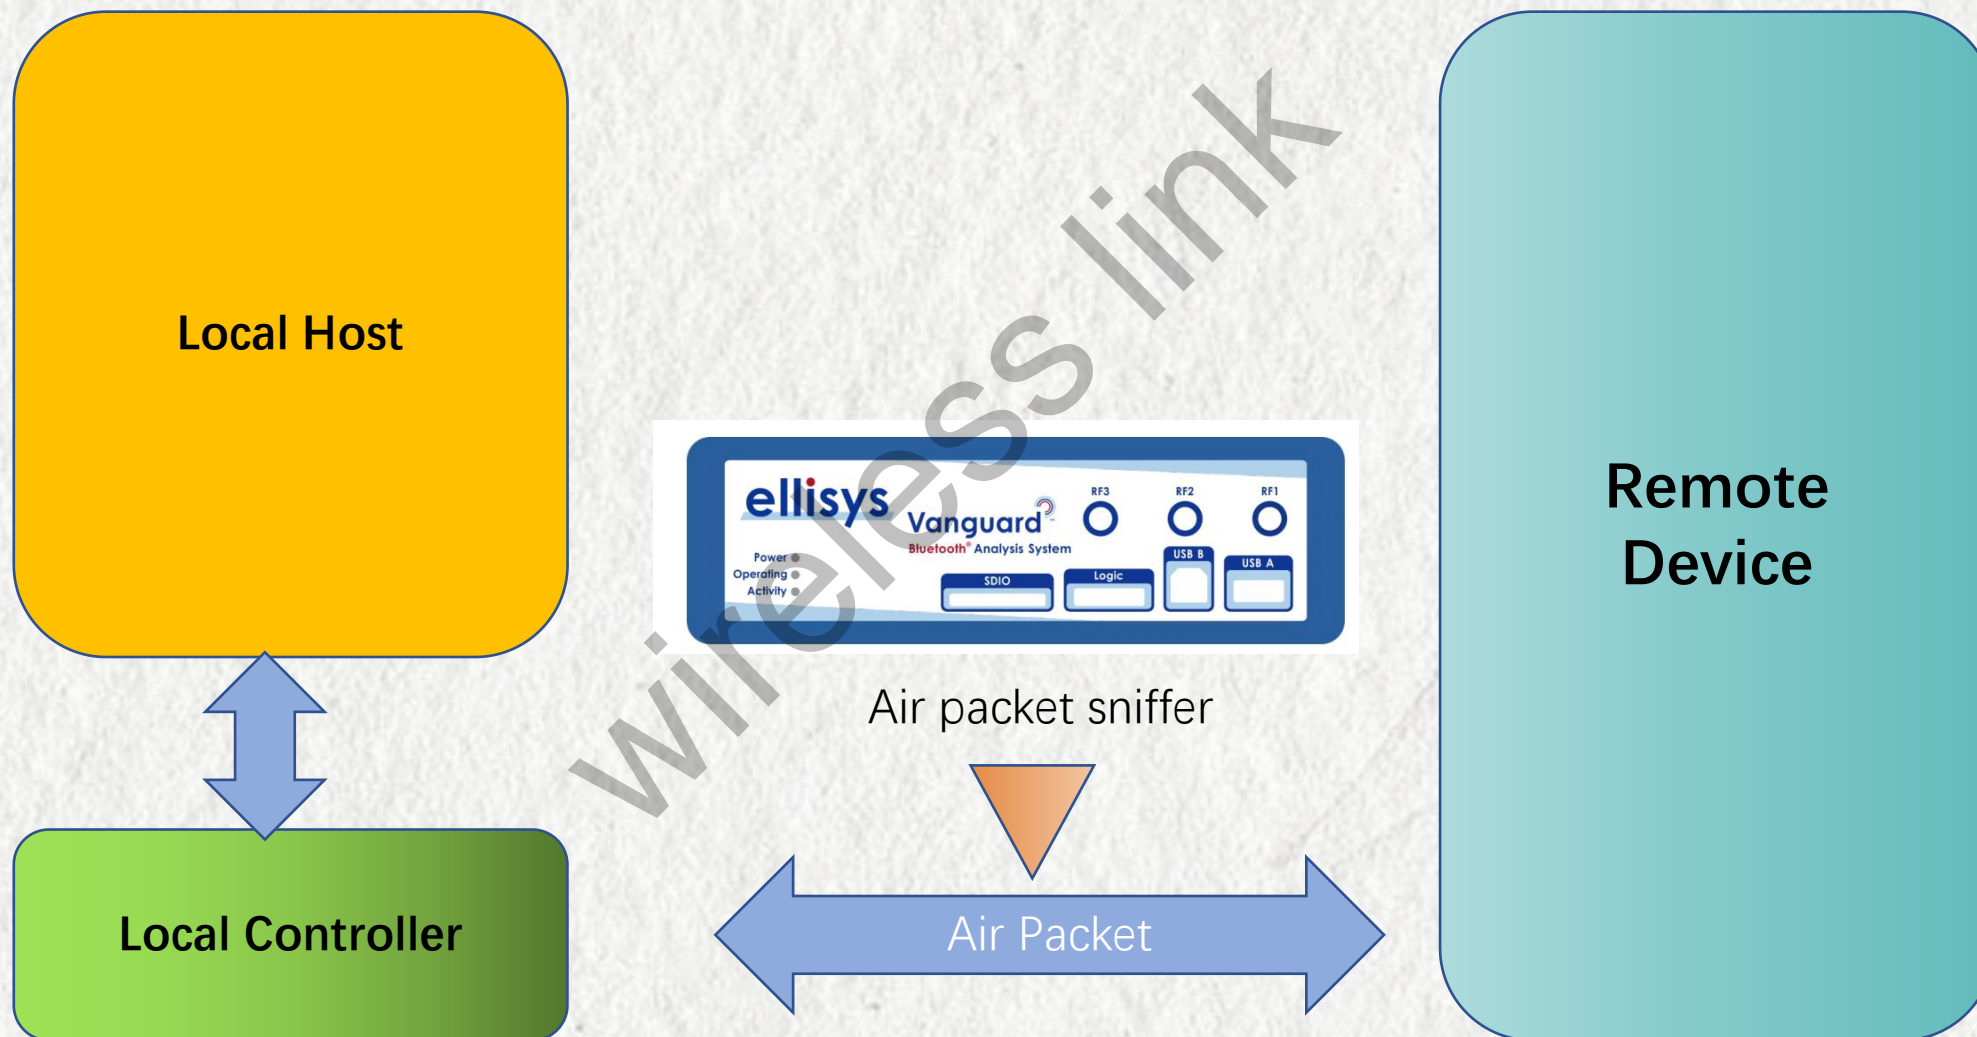 Local Host
wireless link
ellisys
Vanguard
Bluetooth® Analysis System
RF3
RF2
RF1
Power
Operating
Activity
SDIO
Logic
USB B
USB A
Air packet sniffer
Remote
Device
Local Controller
Air Packet